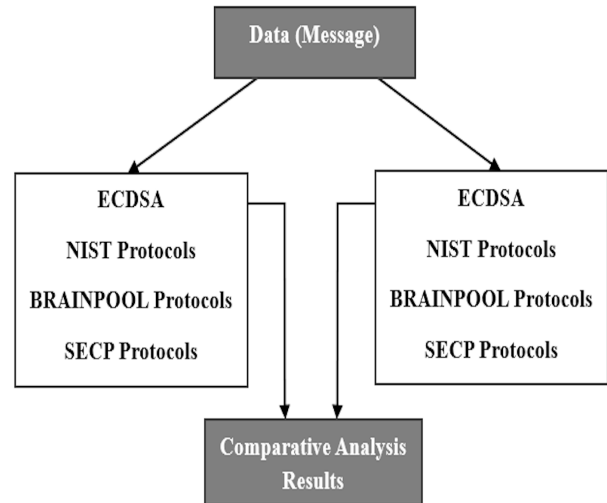 Data (Message)
ECDSA
NIST Protocols
BRAINPOOL Protocols
SECP Protocols
ECDSA
NIST Protocols
BRAINPOOL Protocols
SECP Protocols
Comparative Analysis
Results